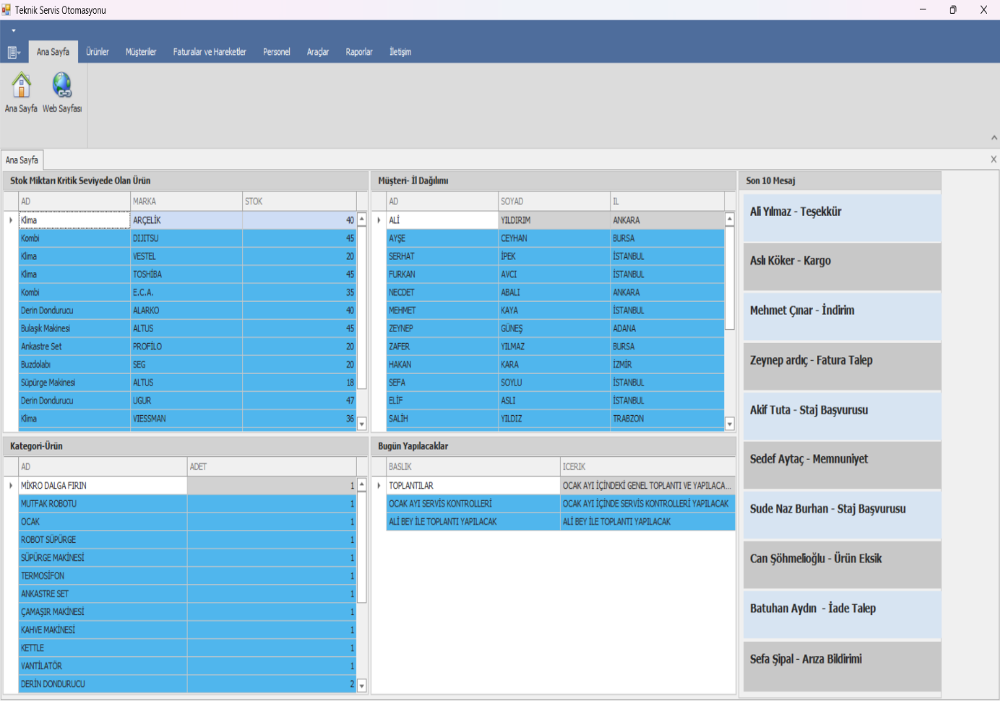 Teknik Servis Otomasyonu
Ana Sayfa Ürünler Müşteriler Faturalar ve Hareketler Personel Araçlar Raporlar İletişim
Ana Sayfa Web Sayfası
Ana Sayfa
Stok Miktarı Kritik Seviyede Olan Ürün
AD MARKA STOK
Klima ARÇELİK 40
Kombi DIJITSU 45
Klima VESTEL 20
Klima TOSHİBA 45
Kombi E.C.A. 35
Derin Dondurucu ALARKO 40
Bulaşık Makinesi ALTUS 45
Ankastre Set PROFİLO 20
Buzdolabı SEG 20
Süpürge Makinesi ALTUS 18
Derin Dondurucu UGUR 47
Klima VIESSMAN 36
Müşteri- İl Dağılımı
AD SOYAD IL
ALİ YILDIRIM ANKARA
AYŞE CEYHAN BURSA
SERHAT İPEK İSTANBUL
FURKAN AVCI İSTANBUL
NECDET ABALI ANKARA
MEHMET KAYA İSTANBUL
ZEYNEP GÜNEŞ ADANA
ZAFER YILMAZ BURSA
HAKAN KARA İZMİR
SEFA SOYLU İSTANBUL
ELİF ASLI İSTANBUL
SALİH YILDIZ TRABZON
Son 10 Mesaj
Ali Yılmaz - Teşekkür
Aslı Köker - Kargo
Mehmet Çınar - İndirim
Zeynep ardıç - Fatura Talep
Akif Tuta - Staj Başvurusu
Sedef Aytaç - Memnuniyet
Sude Naz Burhan - Staj Başvurusu
Can Şöhmelioğlu - Ürün Eksik
Batuhan Aydın - İade Talep
Sefa Şipal - Arıza Bildirimi
Kategori-Ürün
AD ADET
MİKRO DALGA FIRIN 1
MUTFAK ROBOTU 1
OCAK 1
ROBOT SÜPÜRGE 1
SÜPÜRGE MAKİNESİ 1
TERMOSİFON 1
ANKASTRE SET 1
ÇAMAŞIR MAKİNESİ 1
KAHVE MAKİNESİ 1
KETTLE 1
VANTİLATÖR 1
DERİN DONDURUCU 2
Bugün Yapılacaklar
BASLIK ICERIK
TOPLANTILAR OCAK AYI İÇİNDEKİ GENEL TOPLANTI VE YAPILACA...
OCAK AYI SERVİS KONTROLLERİ OCAK AYI İÇİNDE SERVİS KONTROLLERİ YAPILACAK
ALİ BEY İLE TOPLANTI YAPILACAK ALİ BEY İLE TOPLANTI YAPILACAK